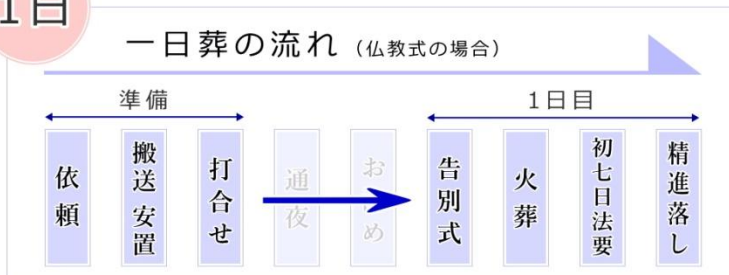 1日
一日葬の流れ（仏教式の場合）
準備
1日目
依頼
搬送 安置
打合せ
通夜
告別式
火葬
初七日法要
精進落し